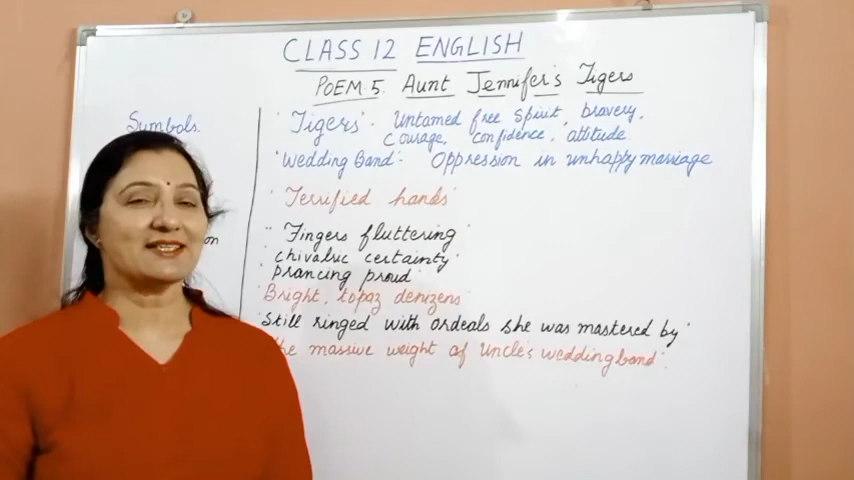 CLASS 12 ENGLISH
POEM 5. Aunt Jennifer's Tigers
Symbols.
'Tigers'. Untamed free spirit, bravery,
courage, confidence, attitude
'Wedding Band'- Oppression in unhappy marriage
'Terrified hands'
" Fingers fluttering "
chivalric certainty'
'prancing proud'
'Bright, topaz denizens'
on
'Still ringed with ordeals she was mastered by'
the massive weight of Uncle's wedding band'.